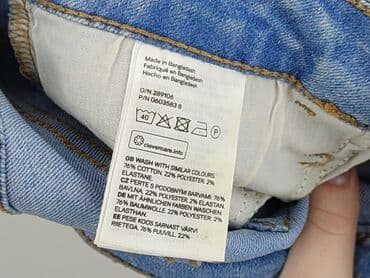 Made in Bangladesh
Fabriqué en Bangladesh
Hecho en Bangladesh
O/N 289106
P/N 0603583 8
40 P
clevercare.info
GB WASH WITH SIMILAR COLOURS
76% COTTON, 22% POLYESTER, 2%
ELASTANE.
CZ PERTE S PODOBNÝMI BARVAMI; 76%
BAVLNA, 22% POLYESTER, 2% ELASTAN.
DE MIT ÄHNLICHEN FARBEN WASCHEN,
76% BAUMWOLLE 22% POLYESTER, 2%
ELASTHAN.
EE PESE KOOS SARNAST VÄRVI
RIIETEGA. 76% PUUVILL, 22%